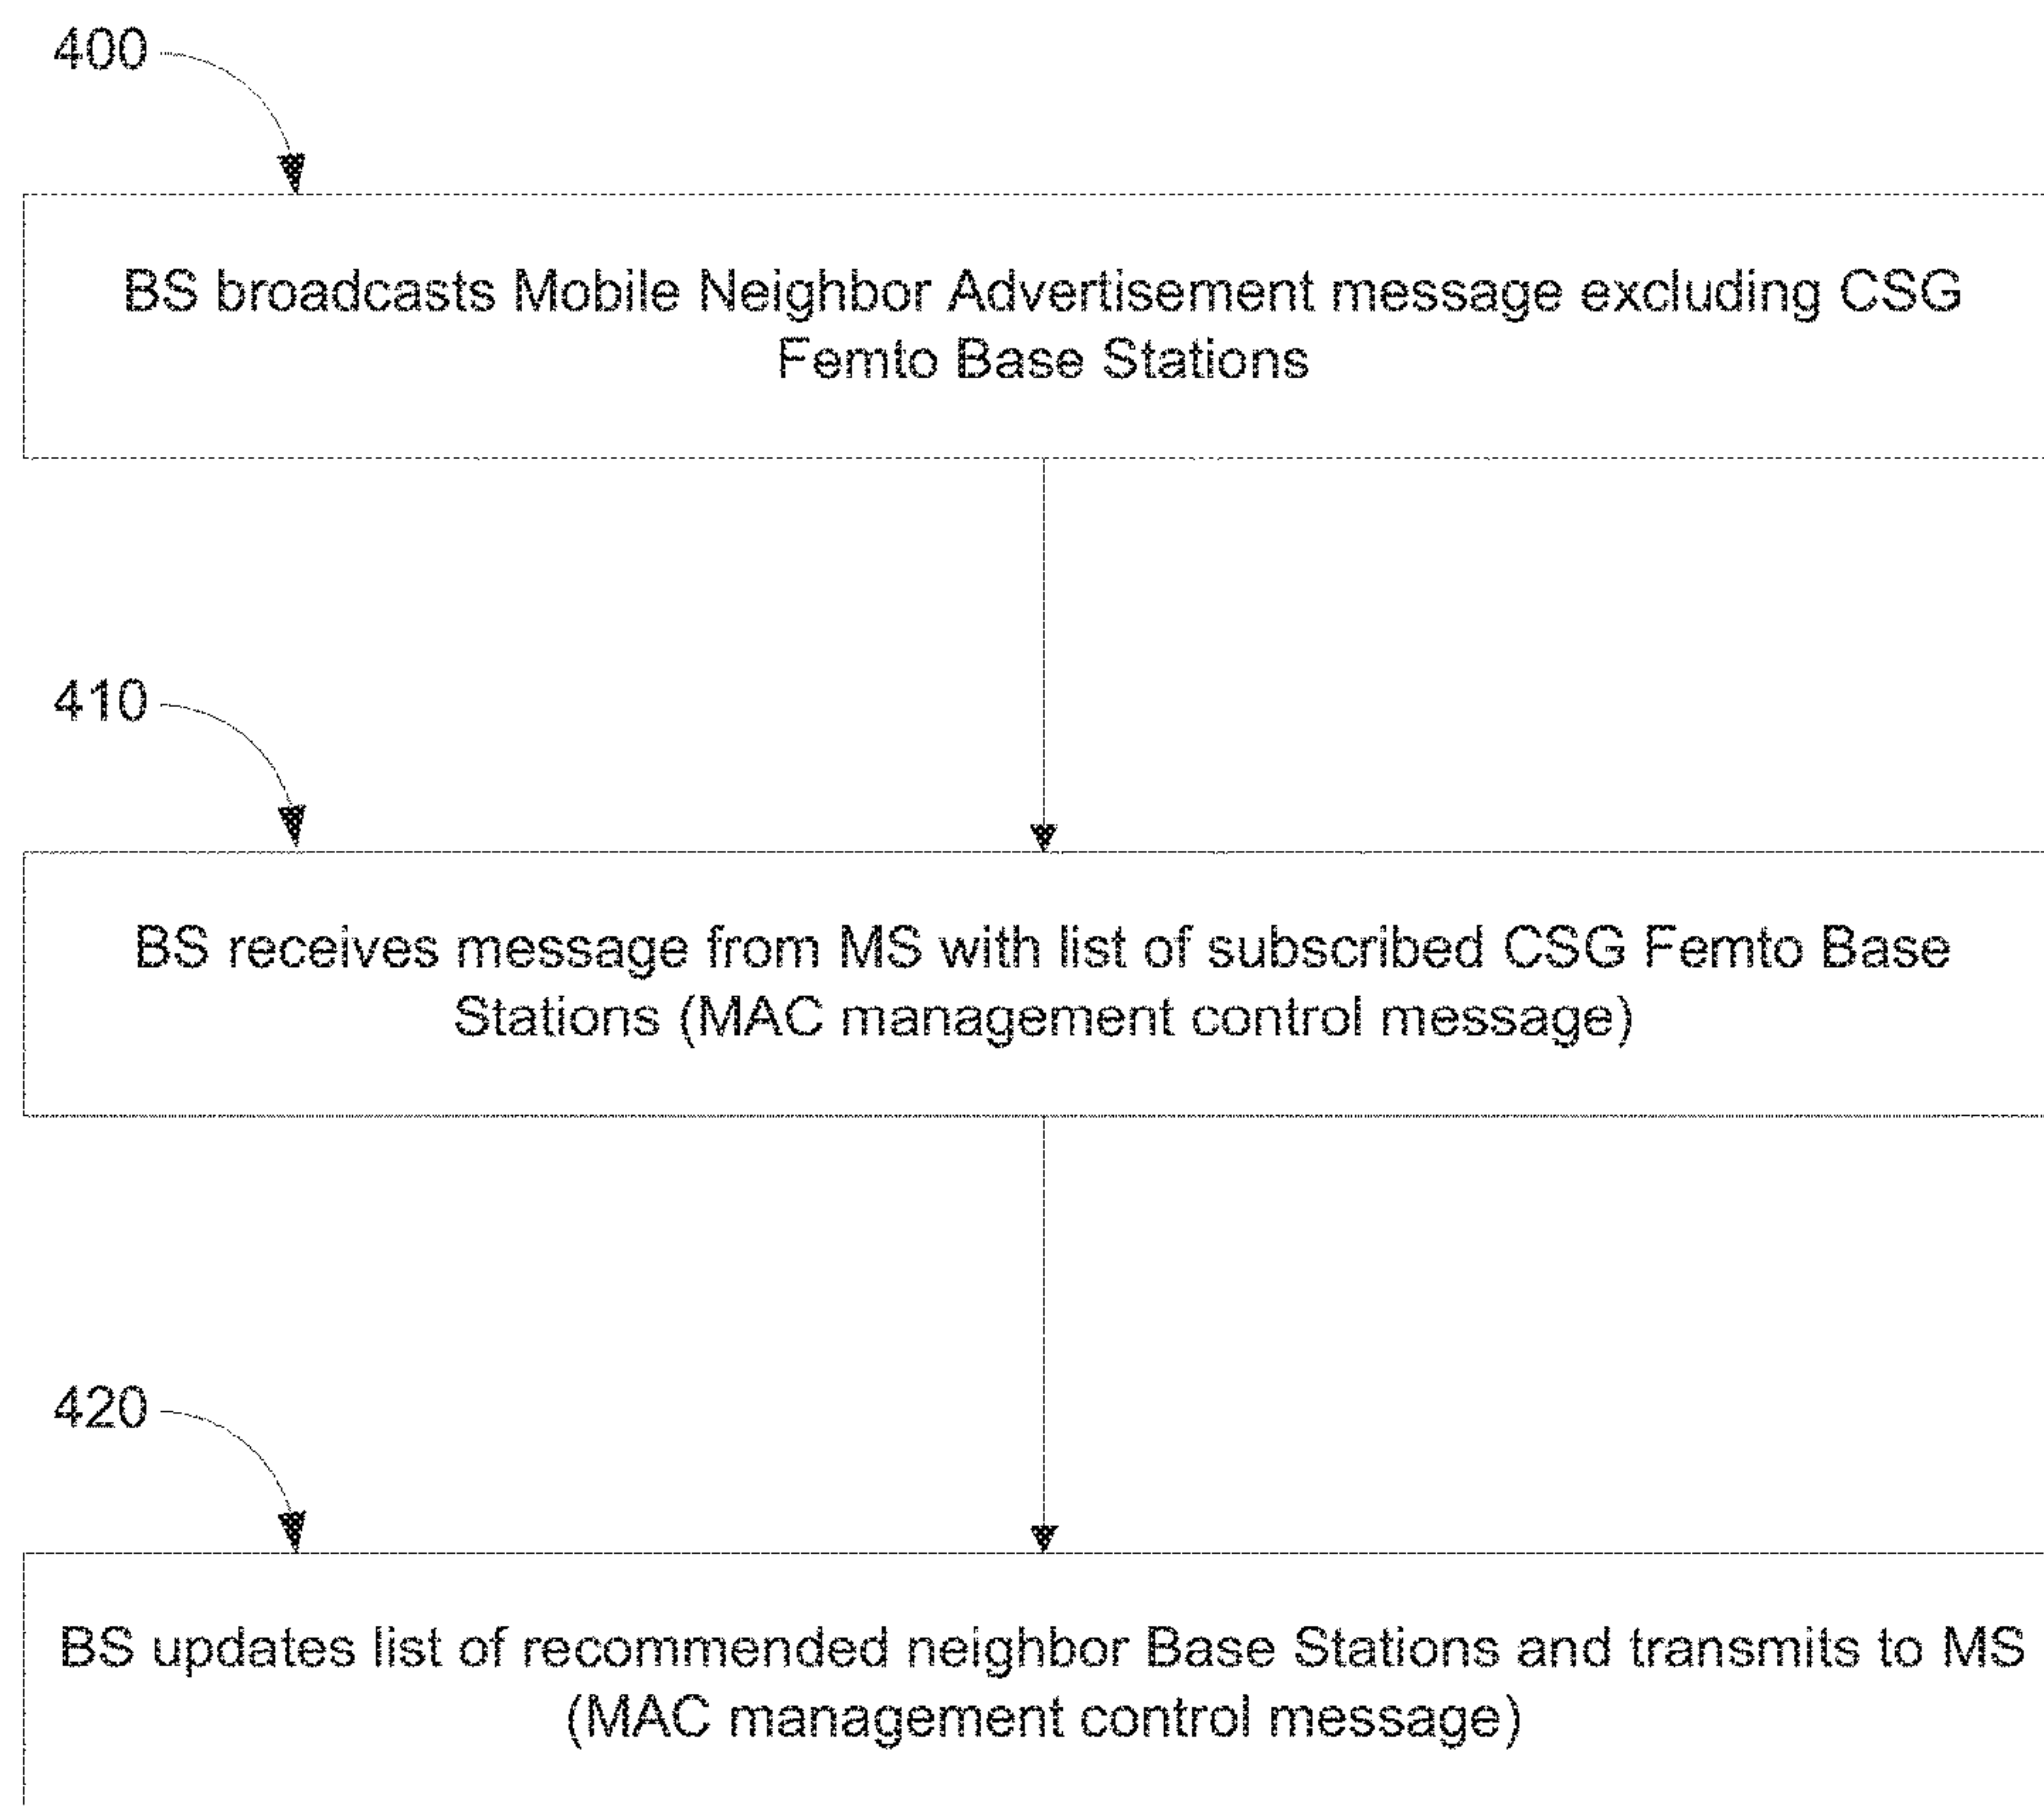 400
BS broadcasts Mobile Neighbor Advertisement message excluding CSG
Femto Base Stations
410
BS receives message from MS with list of subscribed CSG Femto Base
Stations (MAC management control message)
420
BS updates list of recommended neighbor Base Stations and transmits to MS
(MAC management control message)